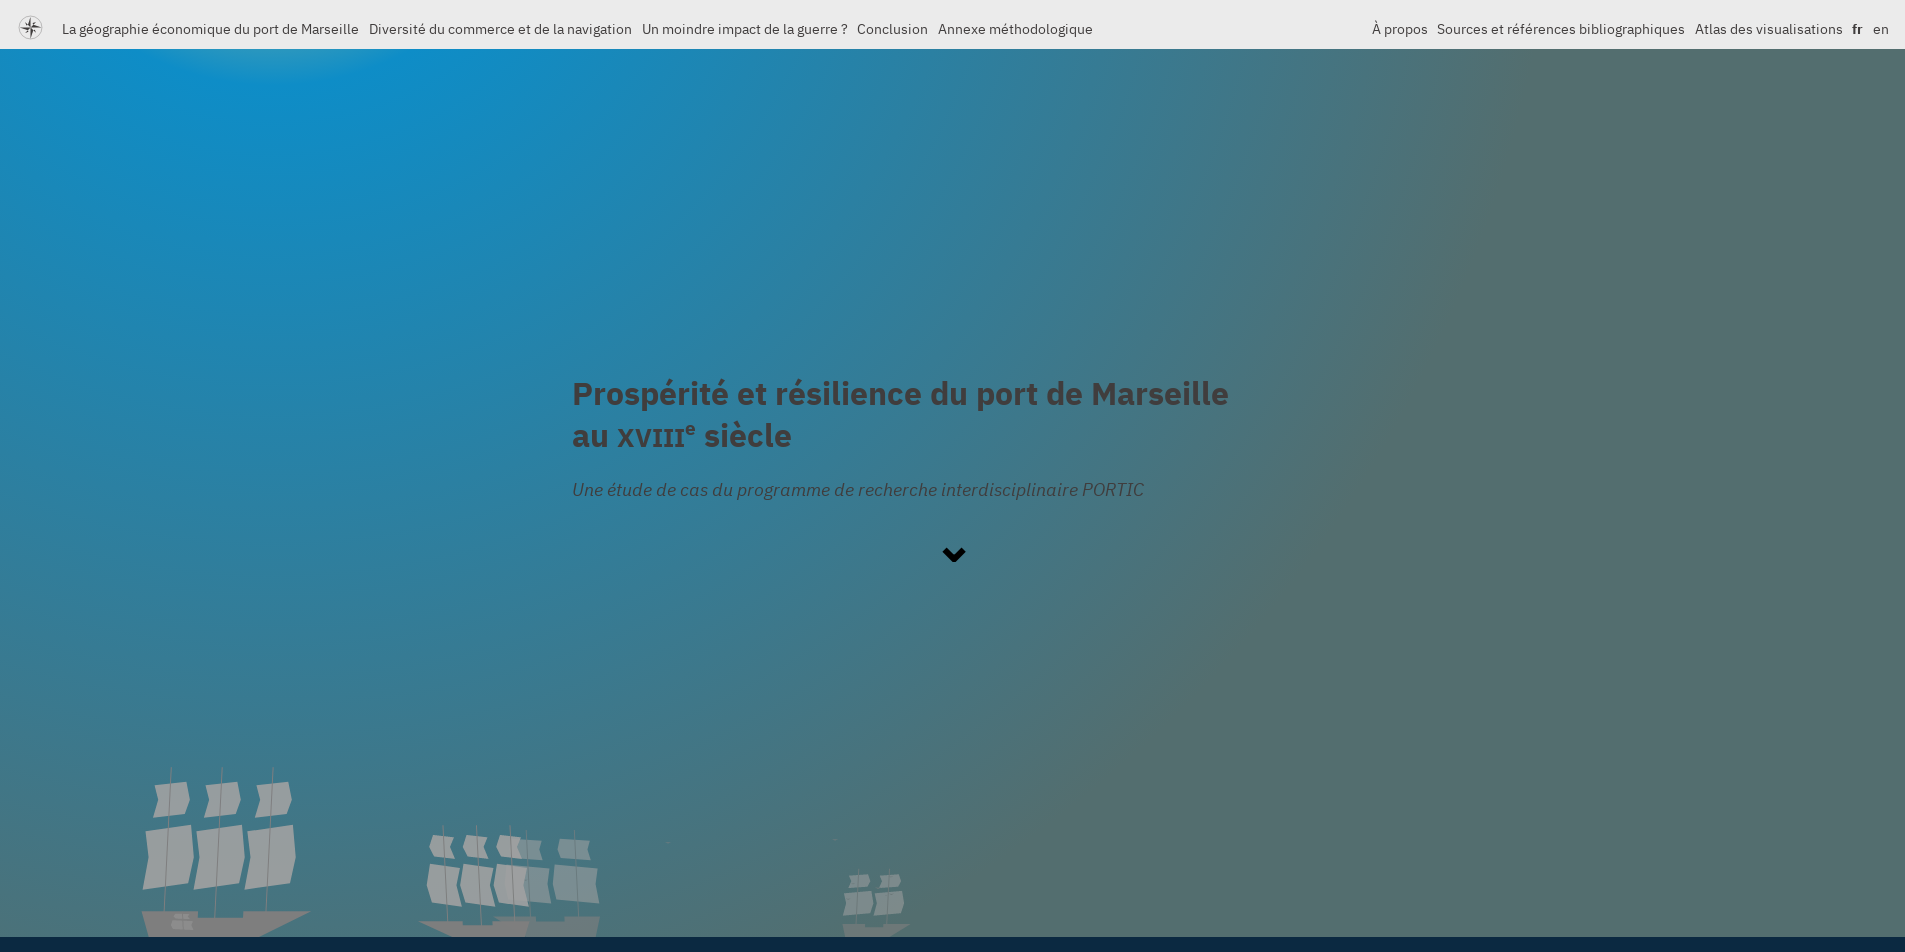 La géographie économique du port de Marseille Diversité du commerce et de la navigation Un moindre impact de la guerre ? Conclusion Annexe méthodologique À propos Sources et références bibliographiques Atlas des visualisations fr en
Prospérité et résilience du port de Marseille
au XVIIIe siècle
Une étude de cas du programme de recherche interdisciplinaire PORTIC